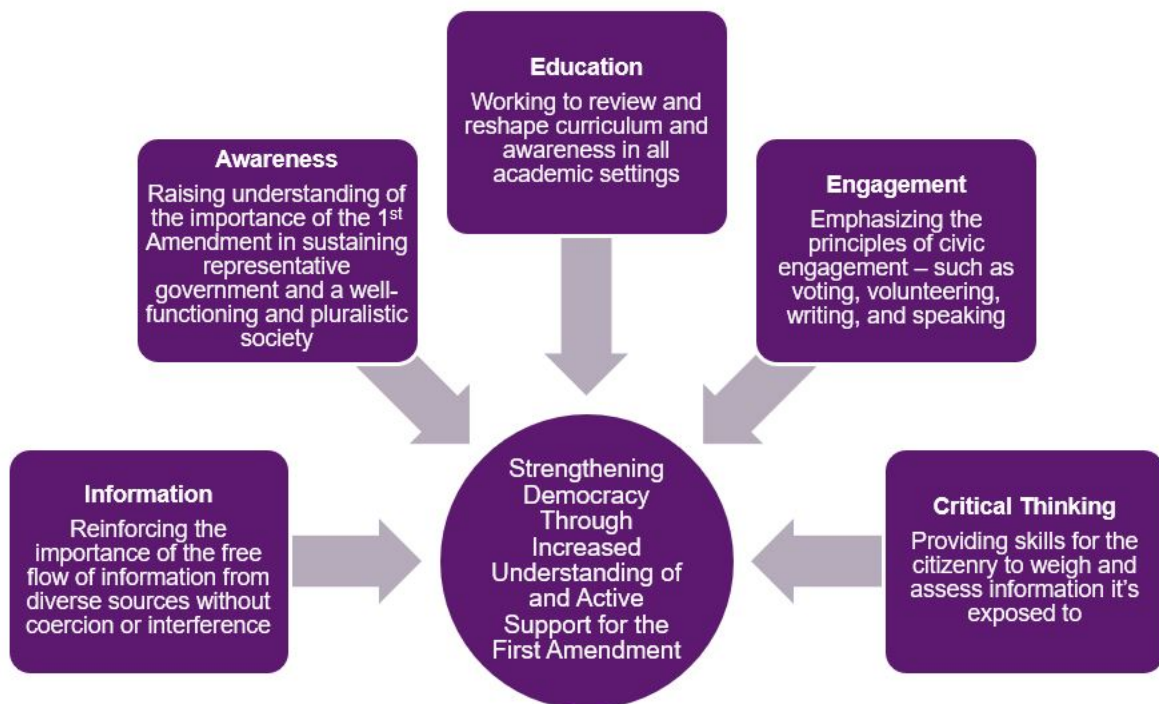 Education
Working to review and
reshape curriculum and
awareness in all
academic settings
Awareness
Raising understanding of
the importance of the 1st
Amendment in sustaining
representative
government and a well-
functioning and pluralistic
society
Engagement
Emphasizing the
principles of civic
engagement – such as
voting, volunteering,
writing, and speaking
Information
Reinforcing the
importance of the free
flow of information from
diverse sources without
coercion or interference
Strengthening
Democracy
Through
Increased
Understanding of
and Active
Support for the
First Amendment
Critical Thinking
Providing skills for the
citizenry to weigh and
assess information it's
exposed to